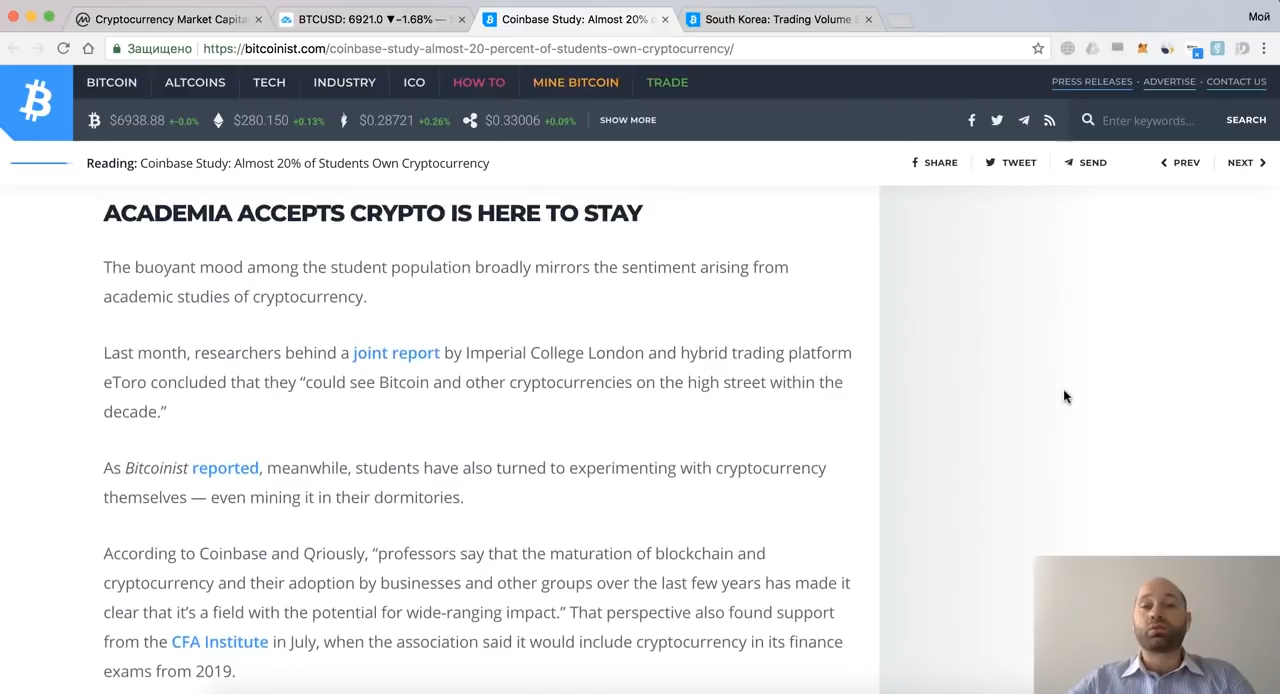 Cryptocurrency Market Capita
BTCUSD: 6921.0 ▼−1.68% —
Coinbase Study: Almost 20% o
South Korea: Trading Volume S
Мой
Защищено
https://bitcoinist.com/coinbase-study-almost-20-percent-of-students-own-cryptocurrency/
BITCOIN ALTCOINS TECH INDUSTRY ICO HOW TO MINE BITCOIN TRADE
PRESS RELEASES · ADVERTISE · CONTACT US
$6938.88 +-0.0% $280.150 +0.13% $0.28721 +0.26% $0.33006 +0.09% SHOW MORE
Enter keywords... SEARCH
Reading: Coinbase Study: Almost 20% of Students Own Cryptocurrency
SHARE TWEET SEND PREV NEXT
ACADEMIA ACCEPTS CRYPTO IS HERE TO STAY
The buoyant mood among the student population broadly mirrors the sentiment arising from
academic studies of cryptocurrency.
Last month, researchers behind a joint report by Imperial College London and hybrid trading platform
eToro concluded that they “could see Bitcoin and other cryptocurrencies on the high street within the
decade.”
As Bitcoinist reported, meanwhile, students have also turned to experimenting with cryptocurrency
themselves — even mining it in their dormitories.
According to Coinbase and Qriously, “professors say that the maturation of blockchain and
cryptocurrency and their adoption by businesses and other groups over the last few years has made it
clear that it’s a field with the potential for wide-ranging impact.” That perspective also found support
from the CFA Institute in July, when the association said it would include cryptocurrency in its finance
exams from 2019.